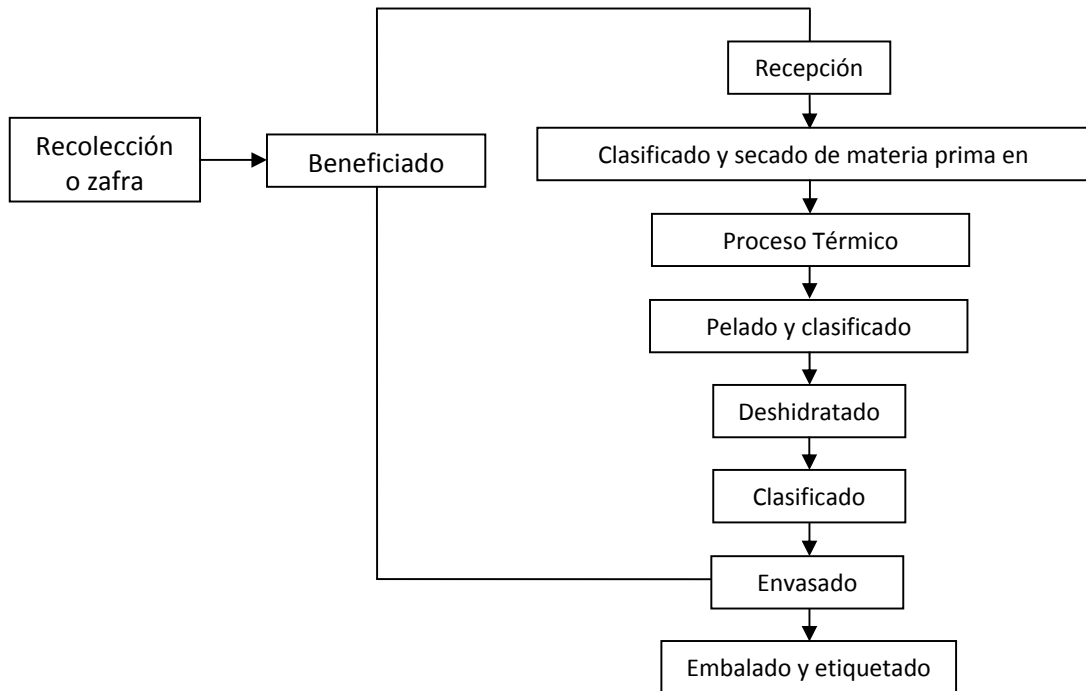 Recolección
o zafra
Beneficiado
Recepción
Clasificado y secado de materia prima en
Proceso Térmico
Pelado y clasificado
Deshidratado
Clasificado
Envasado
Embalado y etiquetado